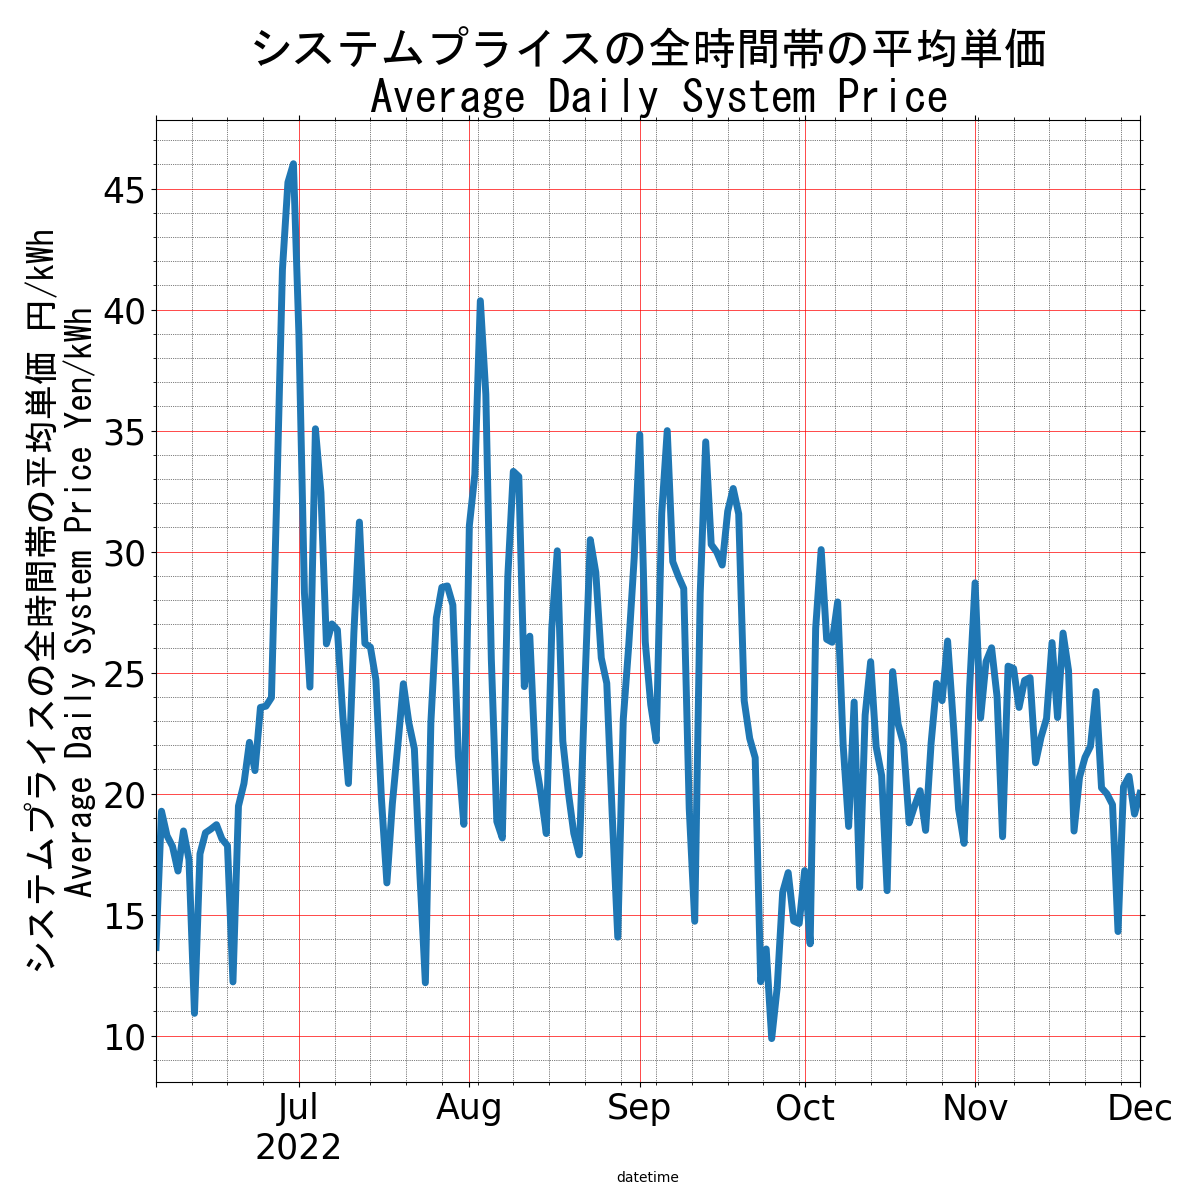 システムプライスの全時間帯の平均単価
Average Daily System Price
システムプライスの全時間帯の平均単価 円/kWh
Average Daily System Price Yen/kWh
45
40
35
30
25
20
15
10
Jul
2022
Aug
Sep
Oct
Nov
Dec
datetime